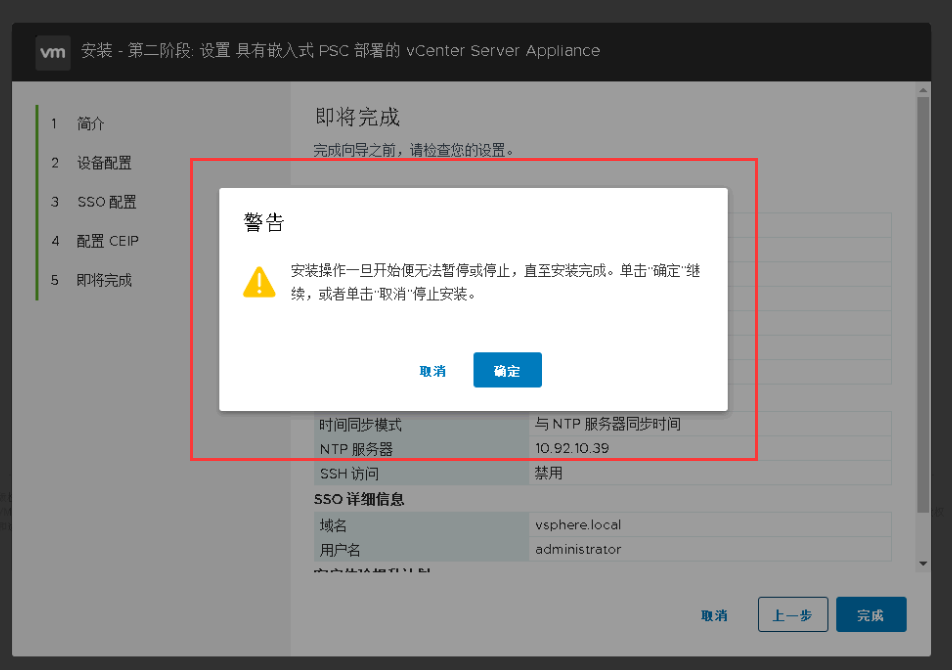 vm 安装 - 第二阶段: 设置 具有嵌入式 PSC 部署的 vCenter Server Appliance
1 简介
2 设备配置
3 SSO 配置
4 配置 CEIP
5 即将完成
即将完成
完成向导之前，请检查您的设置。
警告
安装操作一旦开始便无法暂停或停止，直至安装完成。单击“确定”继
续，或者单击“取消”停止安装。
取消 确定
时间同步模式 与 NTP 服务器同步时间
NTP 服务器 10.92.10.39
SSH 访问 禁用
SSO 详细信息
域名 vsphere.local
用户名 administrator
取消 上一步 完成